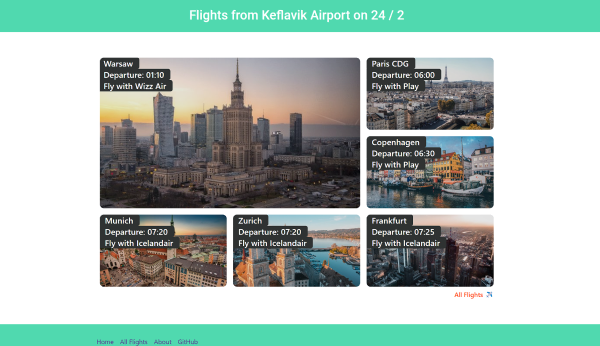 Flights from Keflavik Airport on 24 / 2
Warsaw
Departure: 01:10
Fly with Wizz Air
Paris CDG
Departure: 06:00
Fly with Play
Copenhagen
Departure: 06:30
Fly with Play
Munich
Departure: 07:20
Fly with Icelandair
Zurich
Departure: 07:20
Fly with Icelandair
Frankfurt
Departure: 07:25
Fly with Icelandair
All Flights
Home All Flights About GitHub